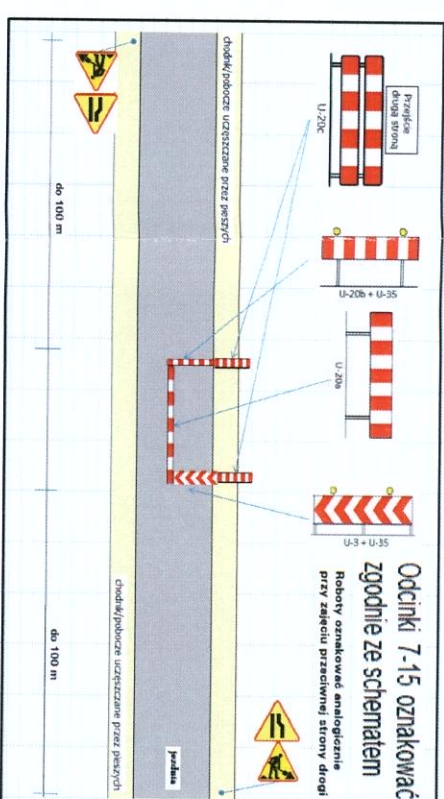 Odcinki 7-15 oznakować
zgodnie ze schematem
Roboty oznakować analogicznie
przy zajęciu przeciwnej strony drogi
Przejście
drugą stroną
U-20c
U-20b + U-35
U-20a
U-3 + U-35
chodnik/pobocze uczęszczane przez pieszych
jezdnia
chodnik/pobocze uczęszczane przez pieszych
do 100 m
do 100 m